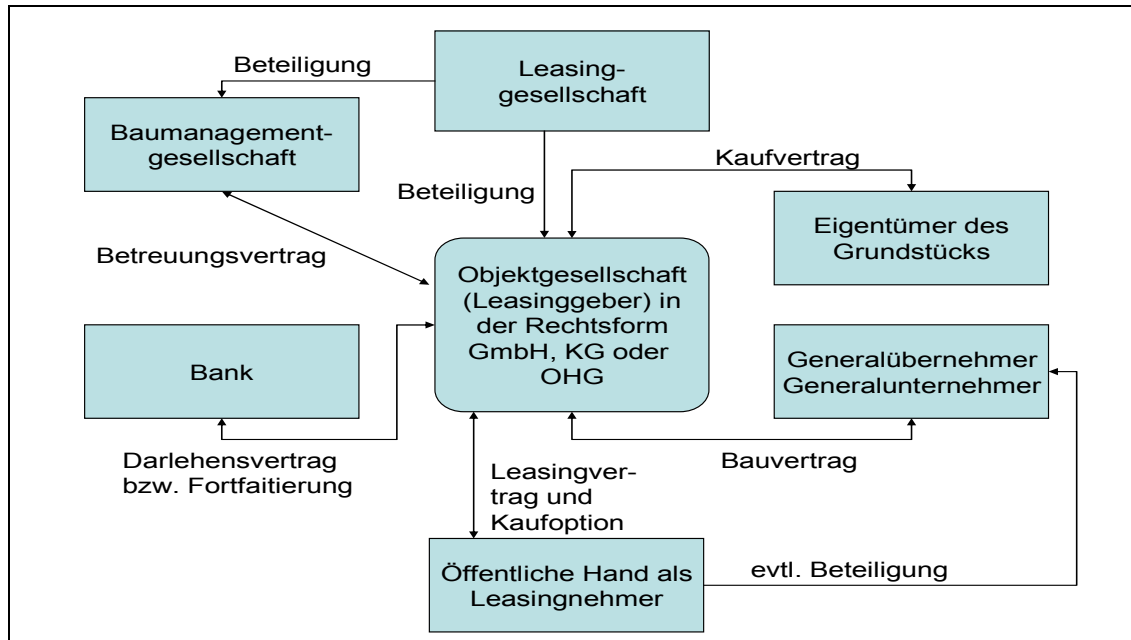 Beteiligung
Leasing-
gesellschaft
Baumanagement-
gesellschaft
Kaufvertrag
Beteiligung
Eigentümer des
Grundstücks
Betreuungsvertrag
Objektgesellschaft
(Leasinggeber) in
der Rechtsform
GmbH, KG oder
OHG
Bank
Generalübernehmer
Generalunternehmer
Darlehensvertrag
bzw. Fortfaitierung
Leasingver-
trag und
Kaufoption
Bauvertrag
Öffentliche Hand als
Leasingnehmer
evtl. Beteiligung